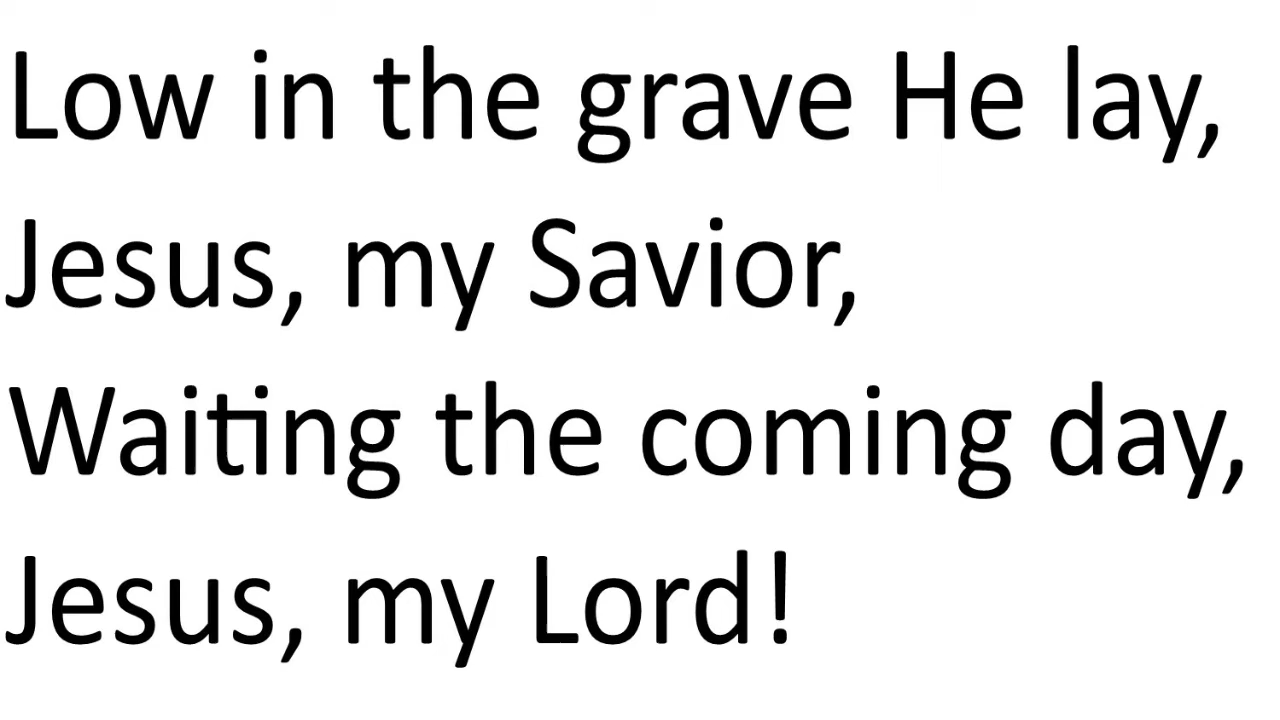 Low in the grave He lay,
Jesus, my Savior,
Waiting the coming day,
Jesus, my Lord!